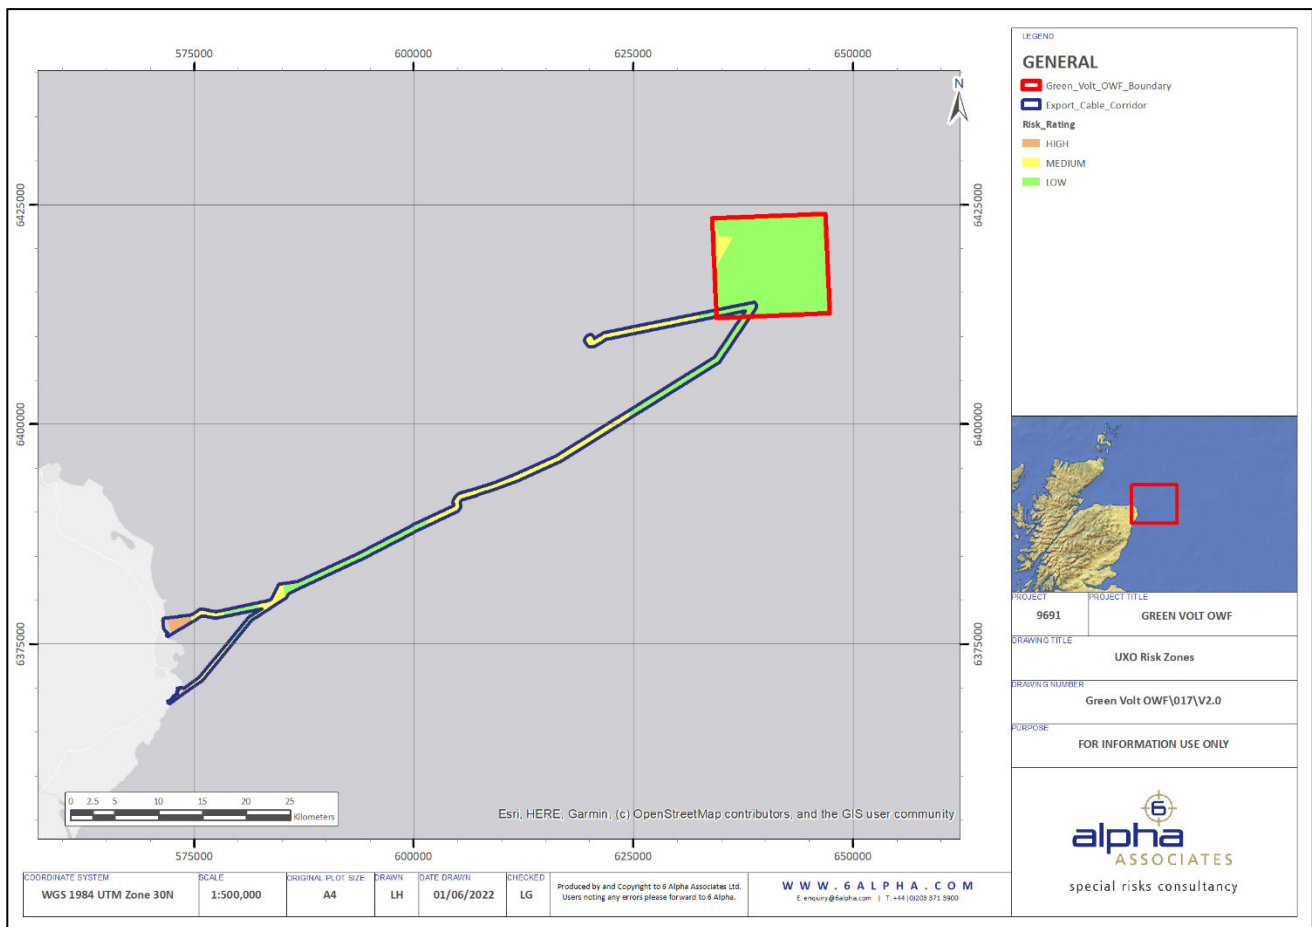 575000
600000
625000
650000
N
6425000
6400000
6375000
6425000
6400000
6375000
0 2.5 5 10 15 20 25
Kilometers
Esri, HERE, Garmin, (c) OpenStreetMap contributors, and the GIS user community
575000
600000
625000
650000
LEGEND
GENERAL
Green_Volt_OWF_Boundary
Export_Cable_Corridor
Risk_Rating
HIGH
MEDIUM
LOW
PROJECT
9691
PROJECT TITLE
GREEN VOLT OWF
DRAWING TITLE
UXO Risk Zones
DRAWING NUMBER
Green Volt OWF\017\V2.0
PURPOSE
FOR INFORMATION USE ONLY
6
alpha
ASSOCIATES
special risks consultancy
COORDINATE SYSTEM
WGS 1984 UTM Zone 30N
SCALE
1:500,000
ORIGINAL PLOT SIZE
A4
DRAWN
LH
DATE DRAWN
01/06/2022
CHECKED
LG
Produced by and Copyright to 6 Alpha Associates Ltd.
Users noting any errors please forward to 6 Alpha.
WWW.6ALPHA.COM
E: enquiry@6alpha.com | T: +44 (0)203 371 3900